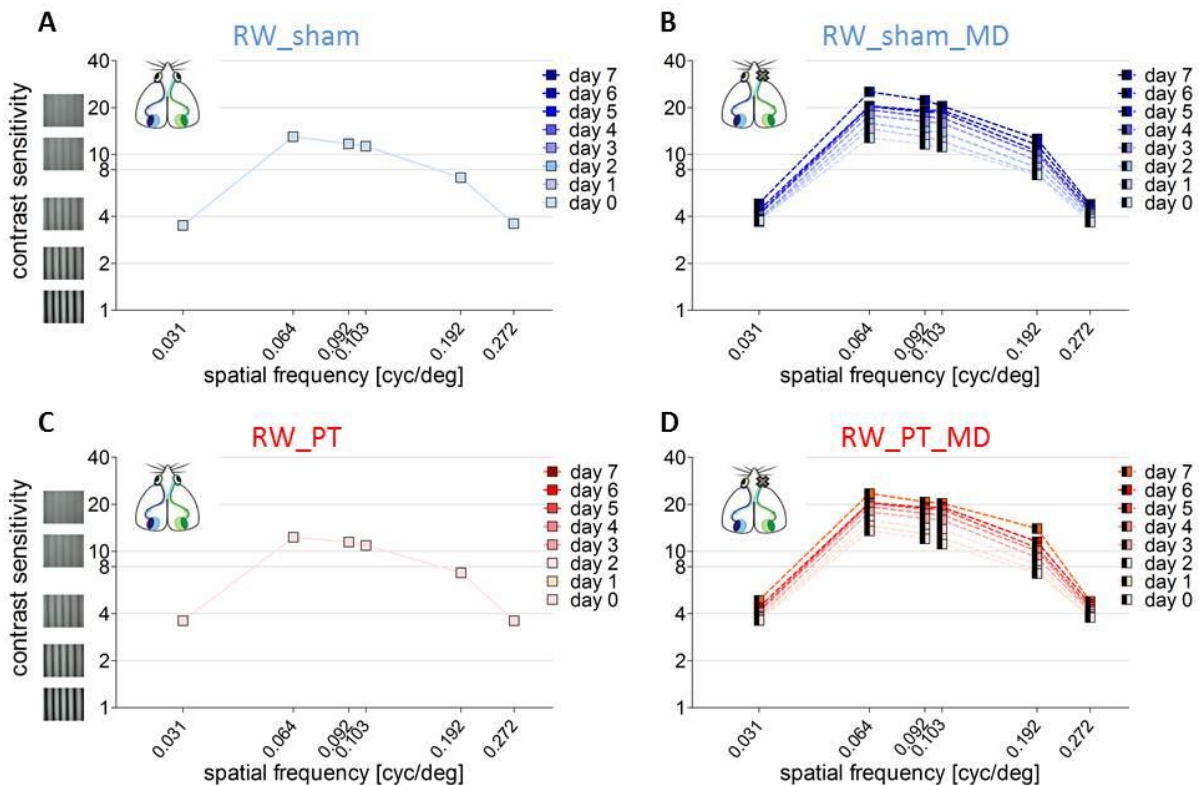 A
RW_sham
contrast sensitivity
40
20
10
8
4
2
1
day 7
day 6
day 5
day 4
day 3
day 2
day 1
day 0
0.031
0.064
0.092
0.103
0.192
0.272
spatial frequency [cyc/deg]
B
RW_sham_MD
40
20
10
8
4
2
1
day 7
day 6
day 5
day 4
day 3
day 2
day 1
day 0
0.031
0.064
0.092
0.103
0.192
0.272
spatial frequency [cyc/deg]
C
RW_PT
contrast sensitivity
40
20
10
8
4
2
1
day 7
day 6
day 5
day 4
day 3
day 2
day 1
day 0
0.031
0.064
0.092
0.103
0.192
0.272
spatial frequency [cyc/deg]
D
RW_PT_MD
40
20
10
8
4
2
1
day 7
day 6
day 5
day 4
day 3
day 2
day 1
day 0
0.031
0.064
0.092
0.103
0.192
0.272
spatial frequency [cyc/deg]